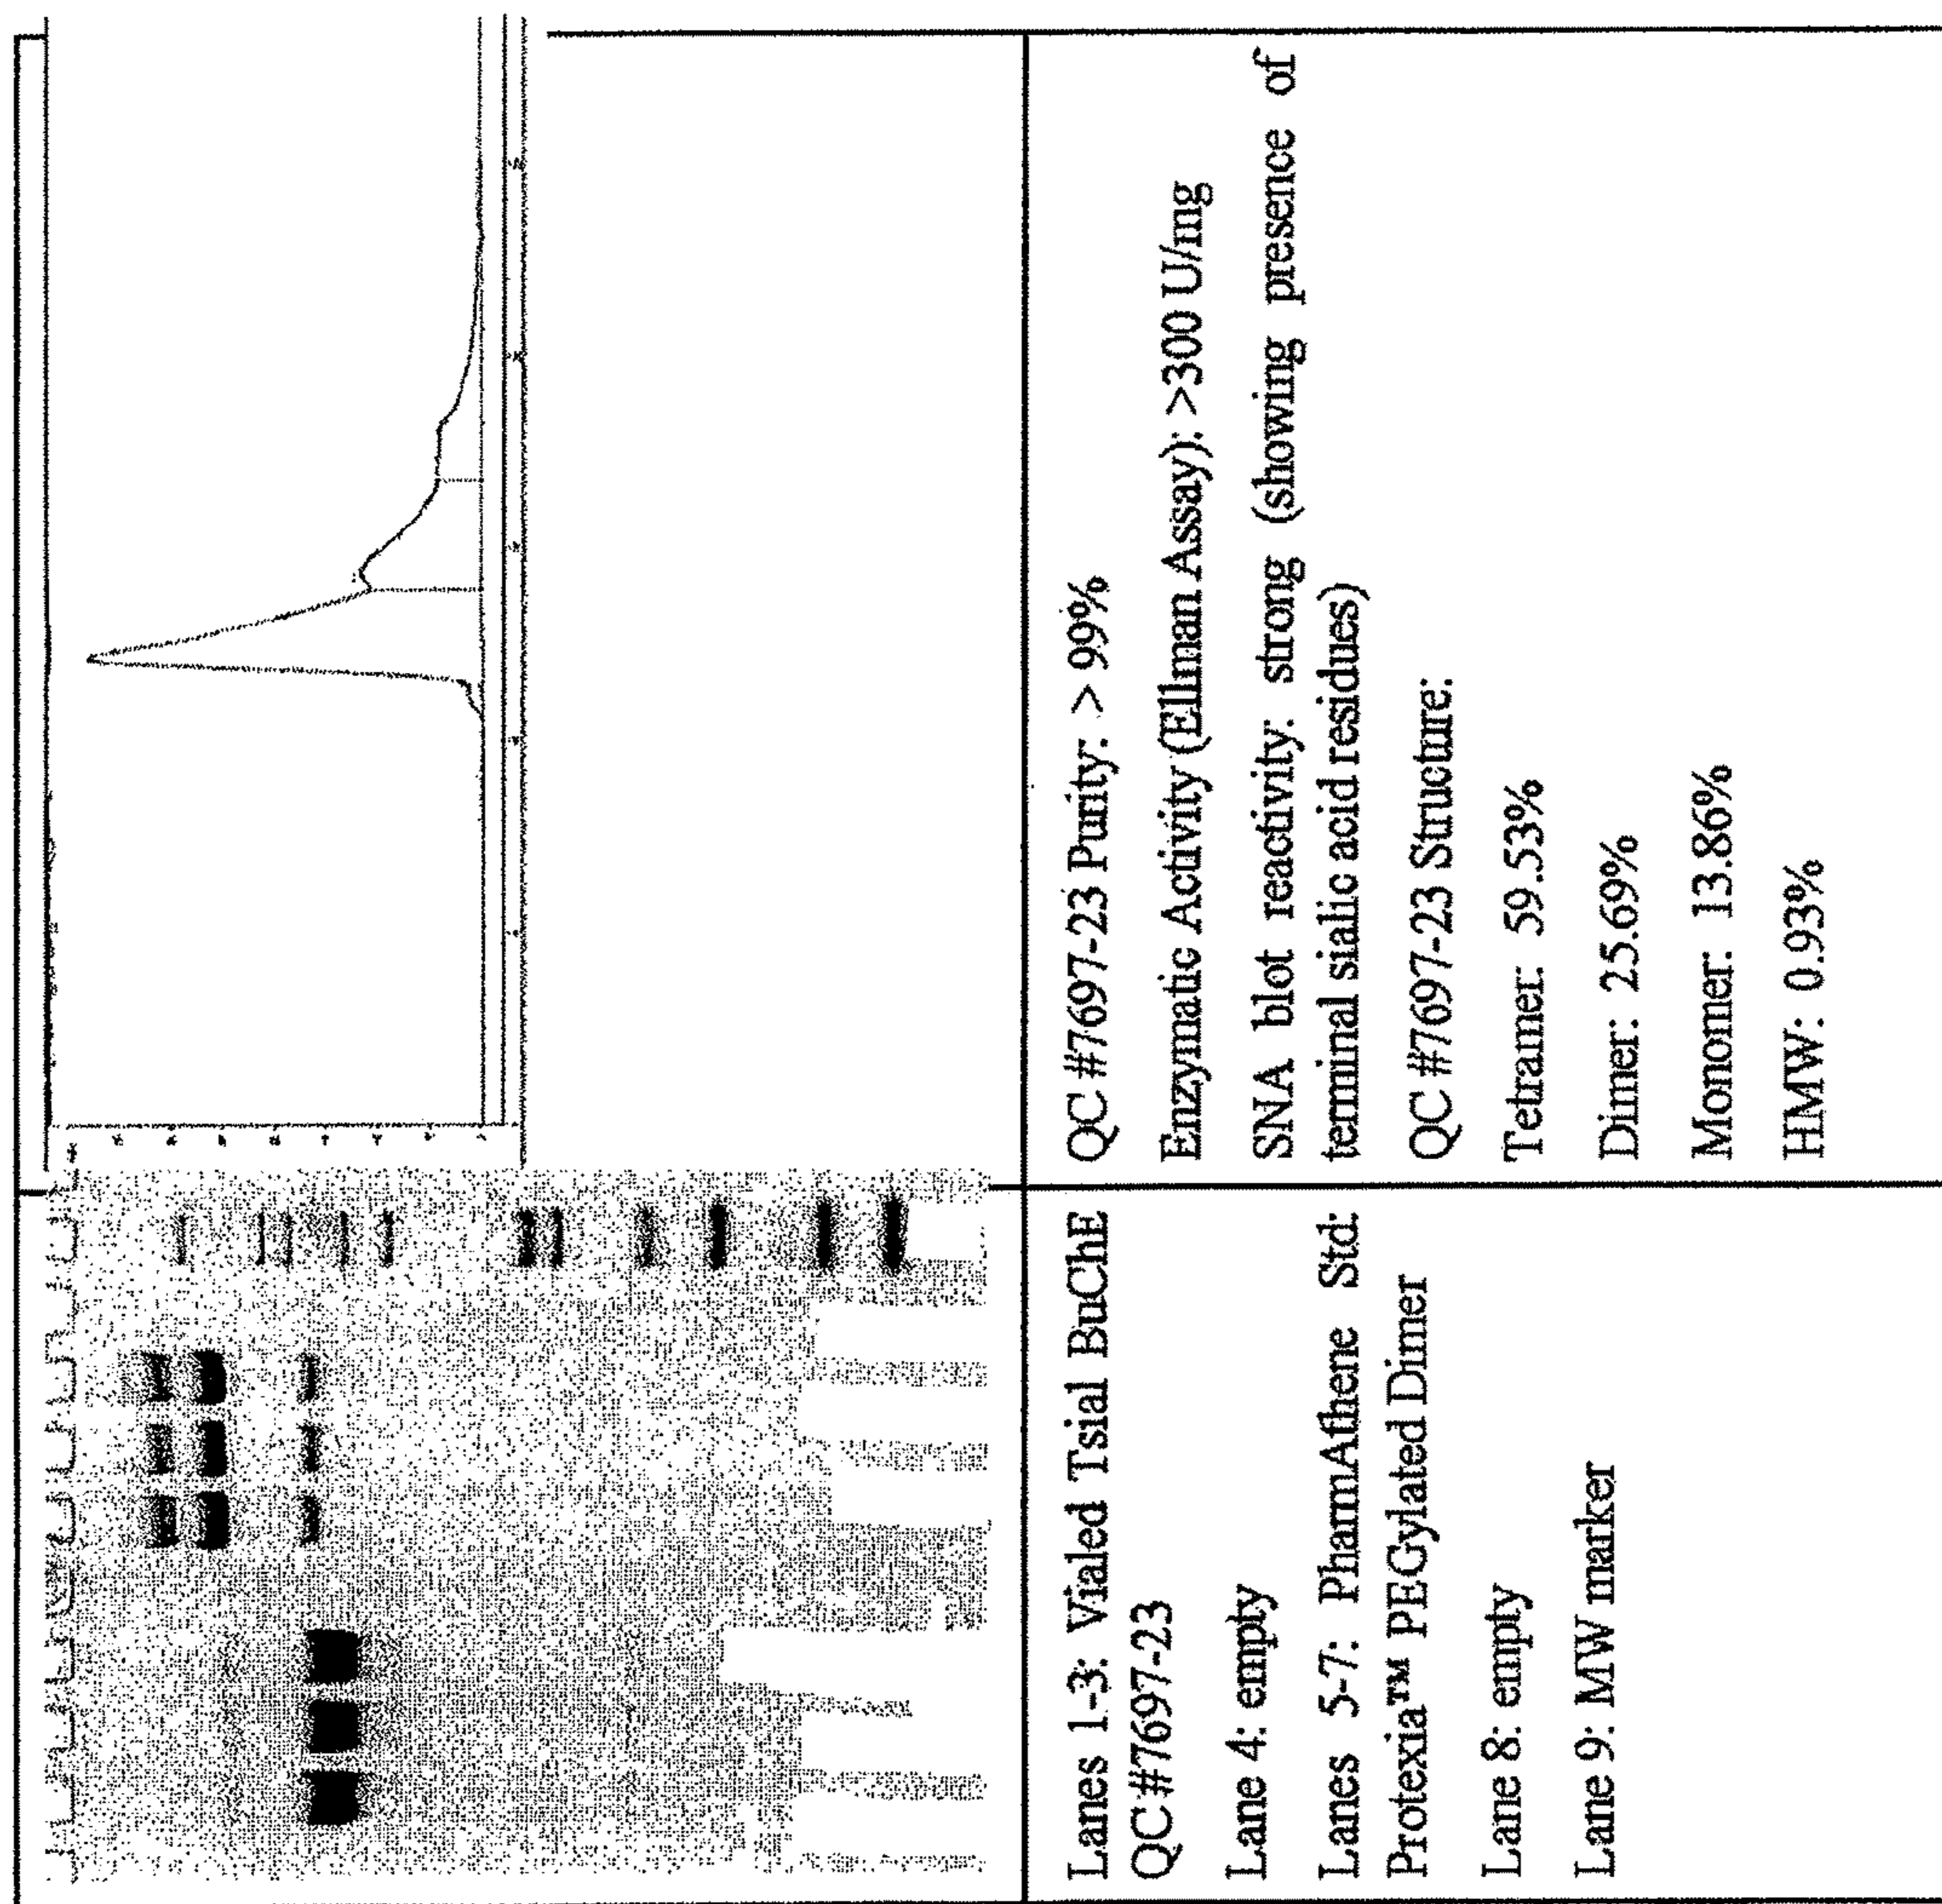 Lanes 1-3: Vialed Tsial BuChE
QC#7697-23
Lane 4: empty
Lanes 5-7: PharmAthene Std:
Protexia™ PEGylated Dimer
Lane 8: empty
Lane 9: MW marker
QC #7697-23 Purity: > 99%
Enzymatic Activity (Ellman Assay): >300 U/mg
SNA blot reactivity: strong (showing presence of
terminal sialic acid residues)
QC #7697-23 Structure:
Tetramer: 59.53%
Dimer: 25.69%
Monomer: 13.86%
HMW: 0.93%